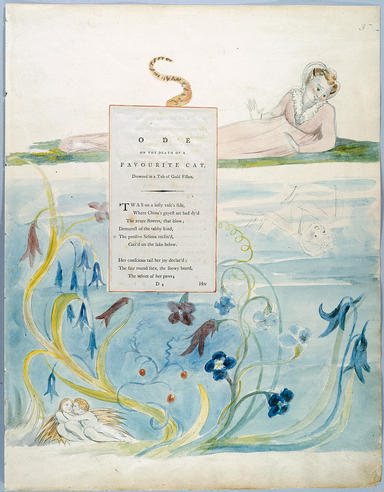 ODE
ON THE DEATH OF A
FAVOURITE CAT,
Drowned in a Tub of Gold Fishes.
'TWAS on a lofty vase's side,
Where China's gayest art had dy'd
The azure flowers, that blow;
Demurest of the tabby kind,
The pensive Selima reclin'd,
Gaz'd on the lake below.
Her conscious tail her joy declar'd;
The fair round face, the snowy beard,
The velvet of her paws,
D 4 Her